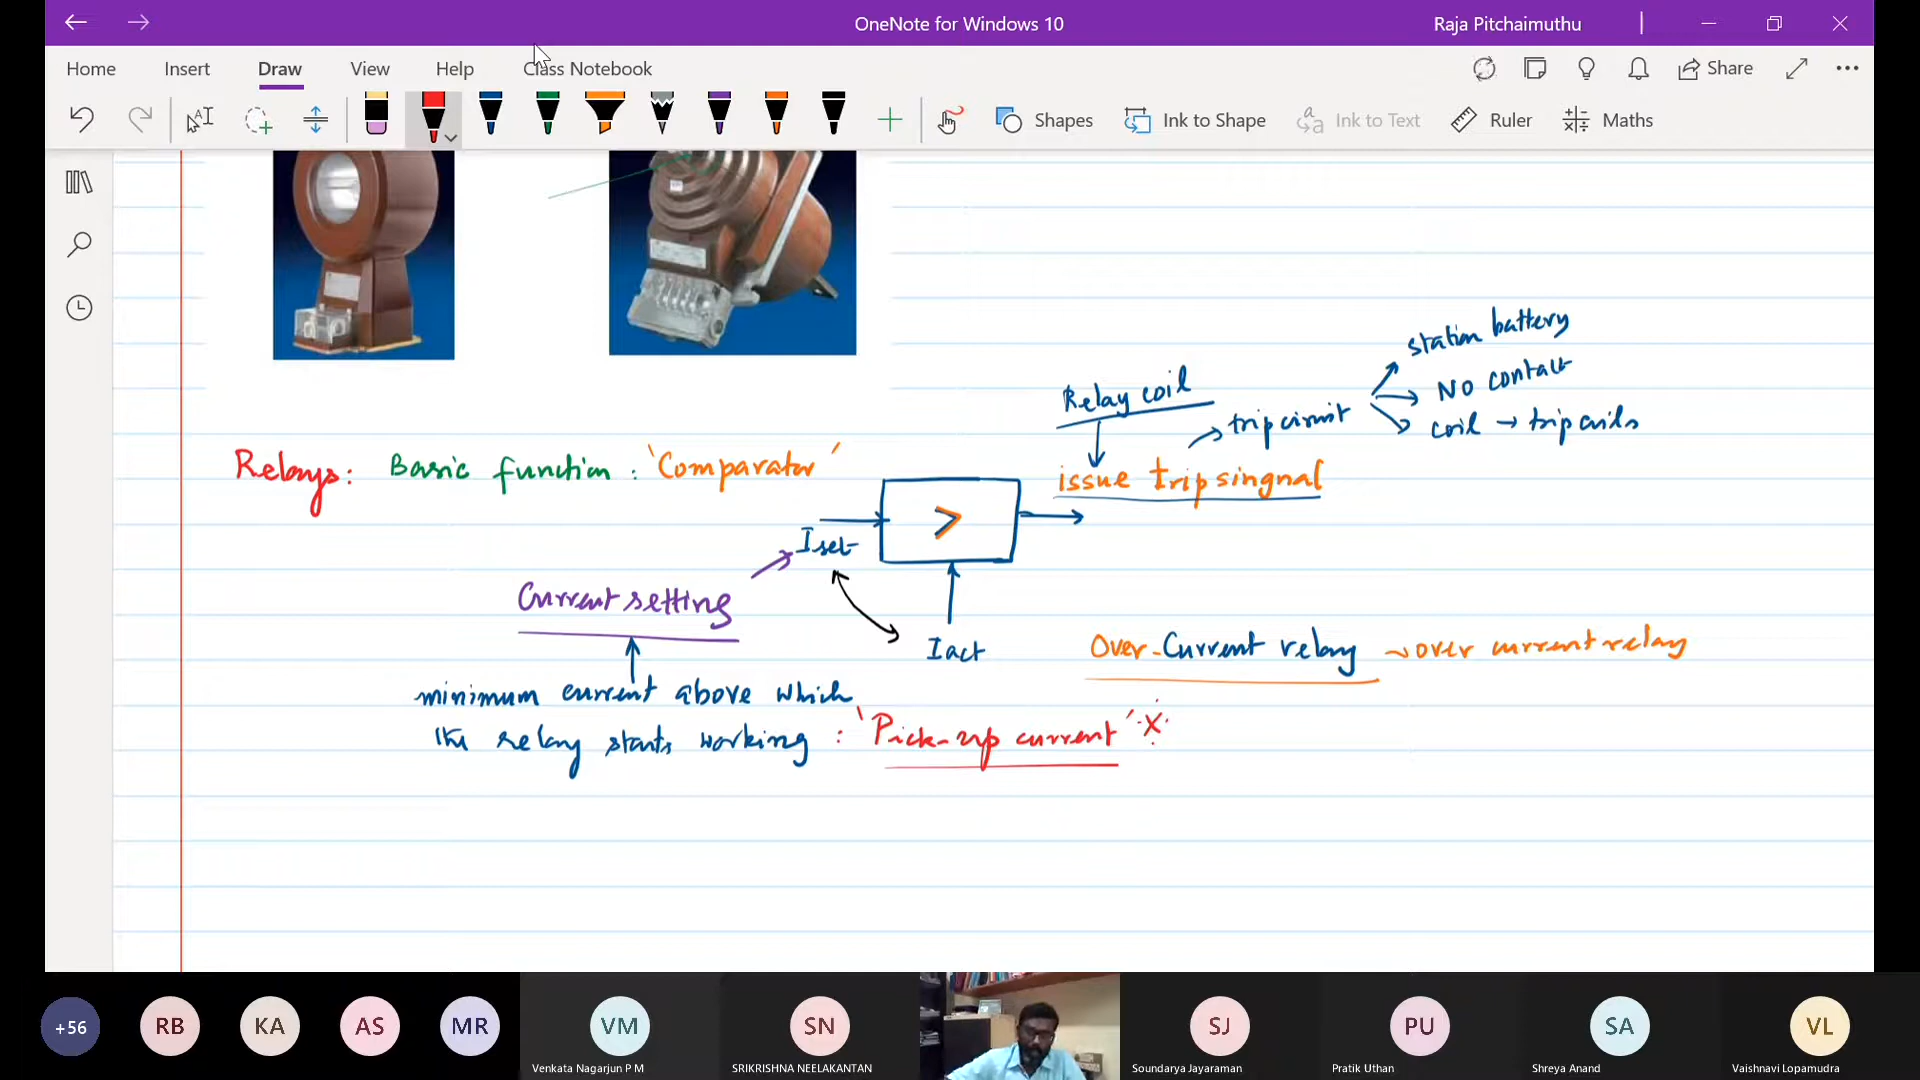 OneNote for Windows 10
Raja Pitchaimuthu
Home Insert Draw View Help Class Notebook
Share
Shapes Ink to Shape Ink to Text Ruler Maths
station battery
Relay coil
No contact
trip circuit
coil → trip coils
Relays: Basic function: 'Comparator'
issue trip singnal
>
Iset
Current setting
Iact
Over-Current relay → over current relay
minimum current above which
the relay starts working : 'Pick-up current'
+56 RB KA AS MR VM SN SJ PU SA VL
Venkata Nagarjun P M
SRIKRISHNA NEELAKANTAN
Soundarya Jayaraman
Pratik Uthan
Shreya Anand
Vaishnavi Lopamudra